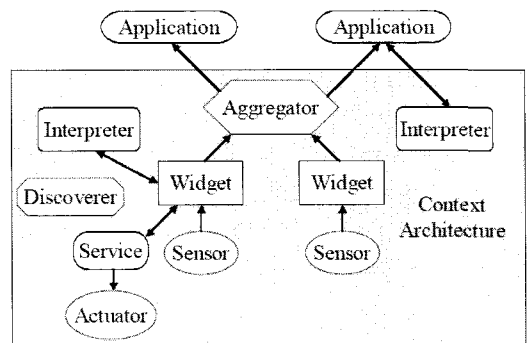 Application
Application
Aggregator
Interpreter
Interpreter
Widget
Widget
Discoverer
Context
Architecture
Service
Sensor
Sensor
Actuator